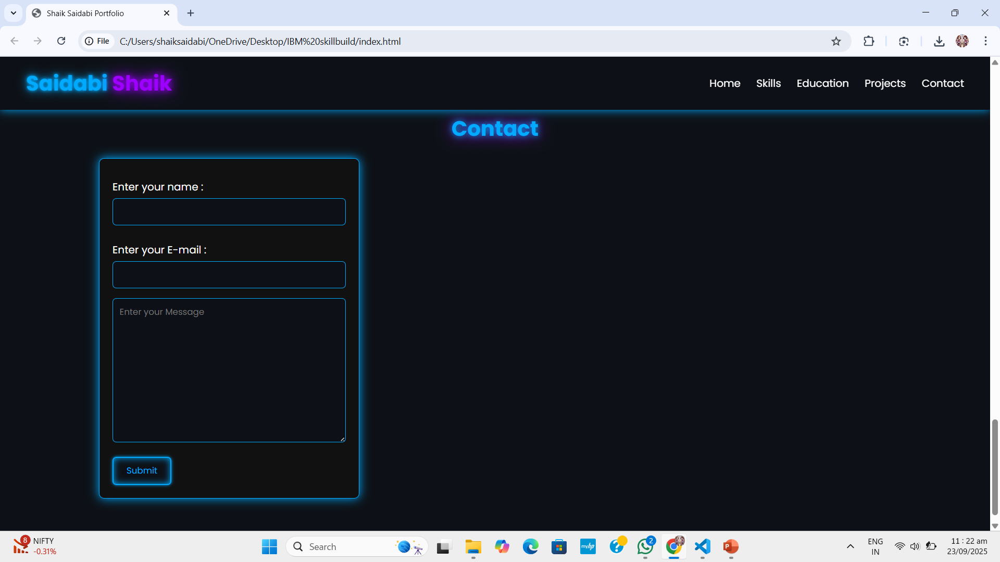 Shaik Saidabi Portfolio
File C:/Users/shaiksaidabi/OneDrive/Desktop/IBM%20skillbuild/index.html
Saidabi Shaik
Home Skills Education Projects Contact
Contact
Enter your name :
Enter your E-mail :
Enter your Message
Submit
8 NIFTY
-0.31%
Search
myhp
2
P
ENG
IN
11 : 22 am
23/09/2025